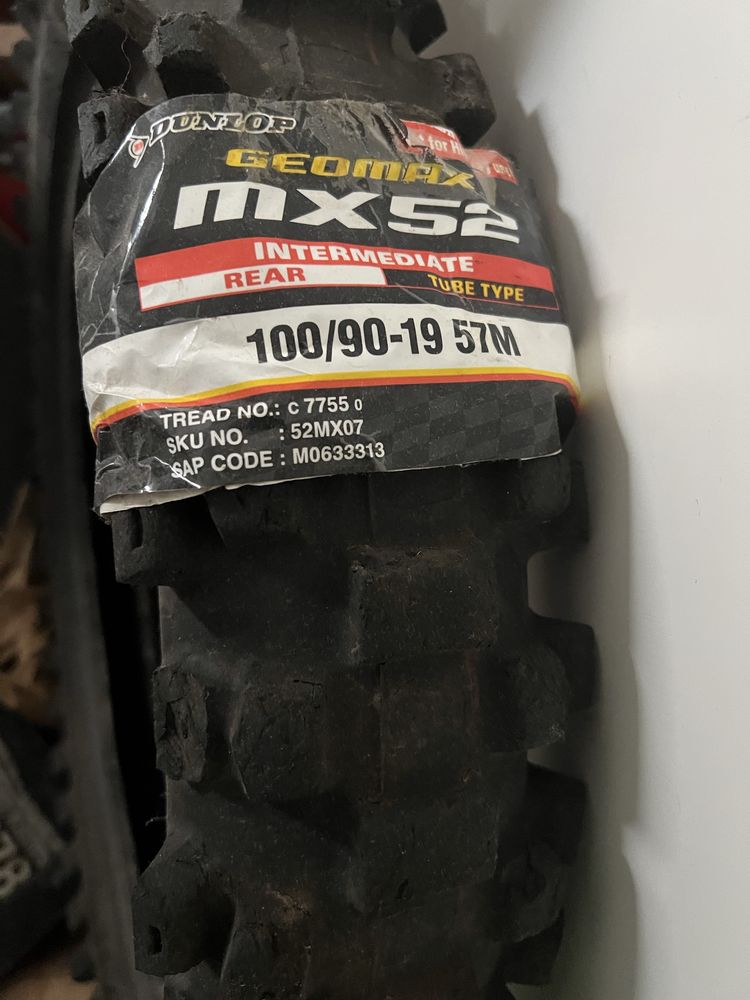 DUNLOP
for H
GEOMAX
MX52
INTERMEDIATE
REAR
TUBE TYPE
100/90-19 57M
TREAD NO.: C 7755 0
SKU NO. : 52MX07
SAP CODE : M0633313